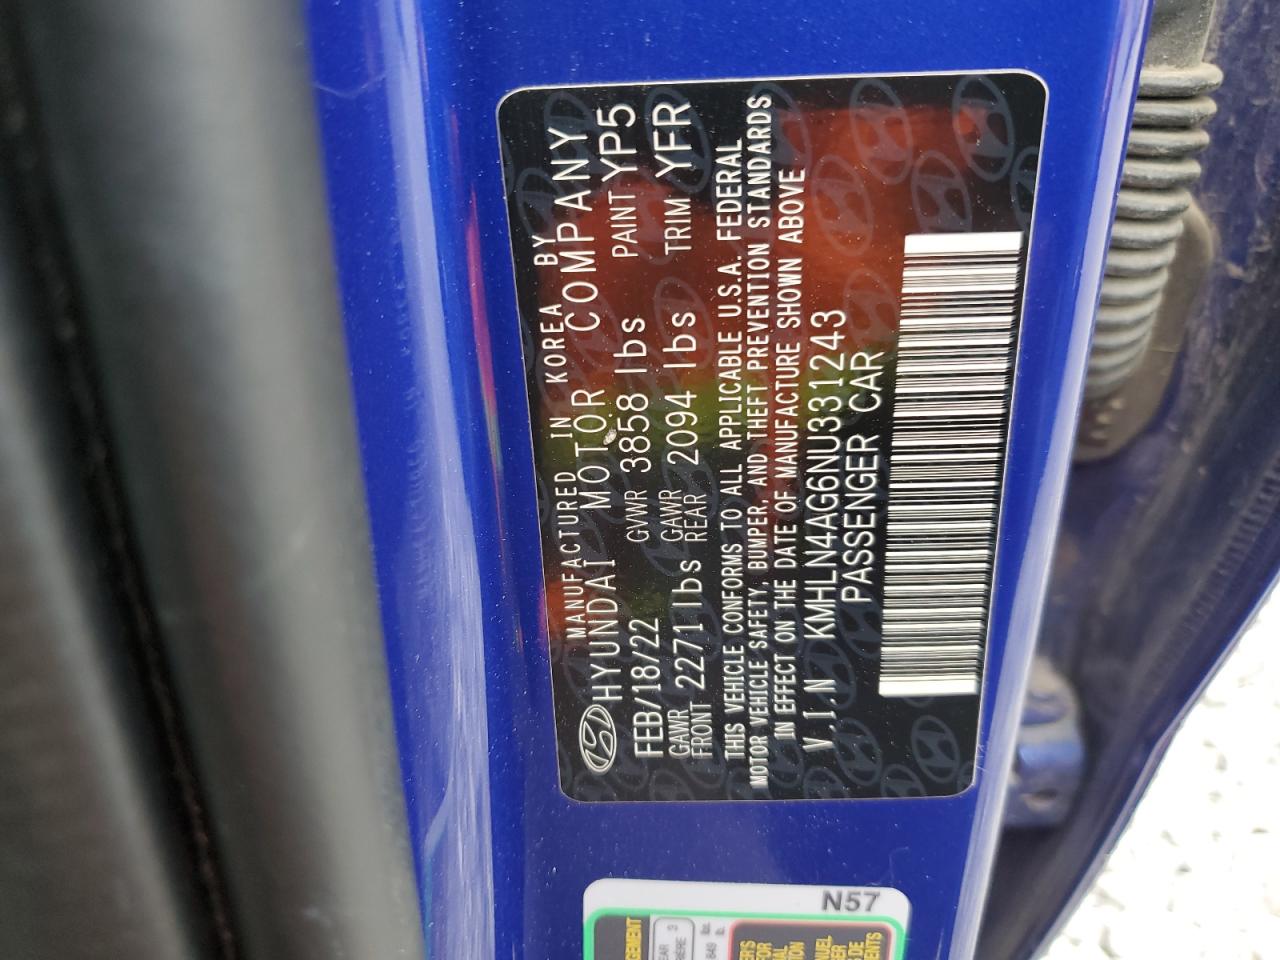 MANUFACTURED IN KOREA BY
HYUNDAI MOTOR COMPANY
FEB/18/22 GVWR 3858 lbs PAINT YP5
GAWR FRONT 2271 lbs GAWR REAR 2094 lbs TRIM YFR
THIS VEHICLE CONFORMS TO ALL APPLICABLE U.S.A. FEDERAL
MOTOR VEHICLE SAFETY, BUMPER, AND THEFT PREVENTION STANDARDS
IN EFFECT ON THE DATE OF MANUFACTURE SHOWN ABOVE
V.I.N KMHLN4AG6NU331243
PASSENGER CAR
N57